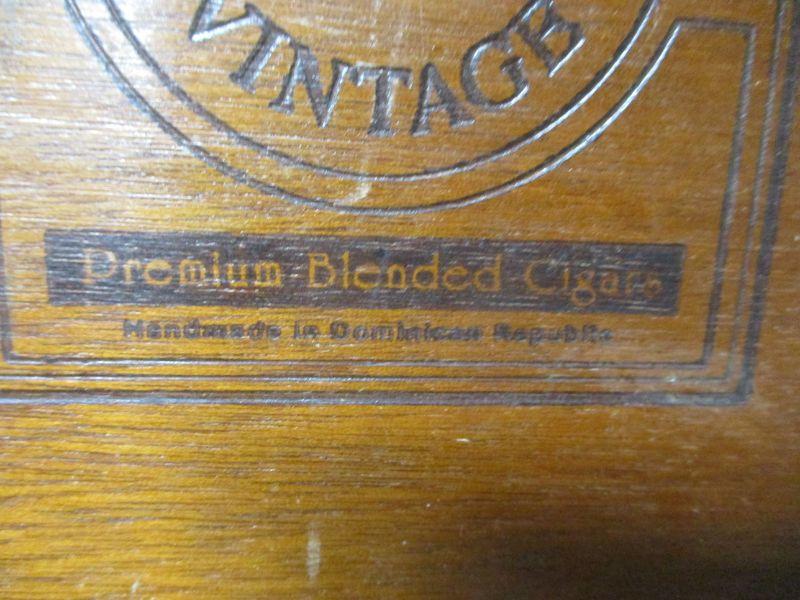 VINTAGE
Premium Blended Cigars
Handmade in Dominican Republic